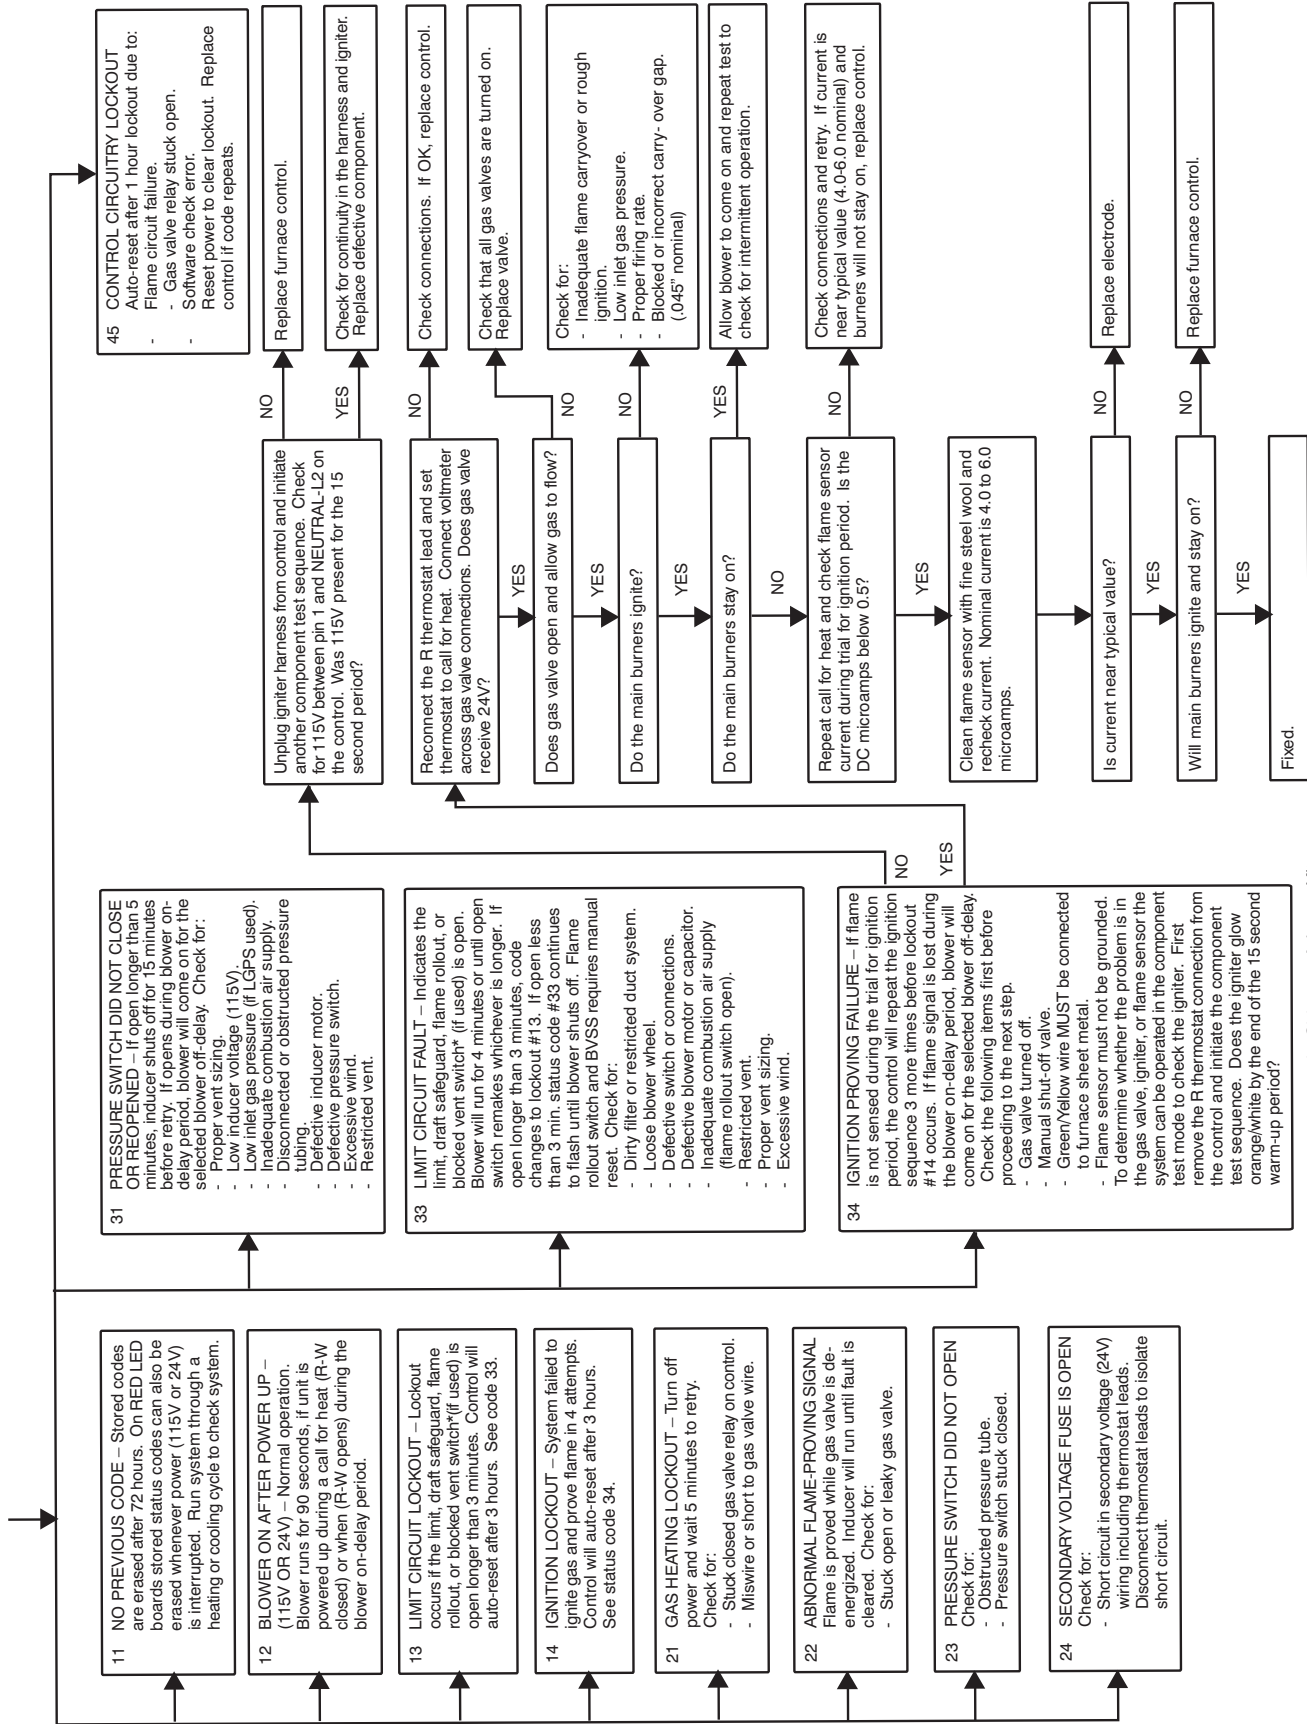 11 NO PREVIOUS CODE – Stored codes
are erased after 72 hours. On RED LED
boards stored status codes can also be
erased whenever power (115V or 24V)
is interrupted. Run system through a
heating or cooling cycle to check system.
12 BLOWER ON AFTER POWER UP –
(115V OR 24V) – Normal operation.
Blower runs for 90 seconds, if unit is
powered up during a call for heat (R-W
closed) or when (R-W opens) during the
blower on-delay period.
13 LIMIT CIRCUIT LOCKOUT – Lockout
occurs if the limit, draft safeguard, flame
rollout, or blocked vent switch*(if used) is
open longer than 3 minutes. Control will
auto-reset after 3 hours. See code 33.
14 IGNITION LOCKOUT – System failed to
ignite gas and prove flame in 4 attempts.
Control will auto-reset after 3 hours.
See status code 34.
21 GAS HEATING LOCKOUT – Turn off
power and wait 5 minutes to retry.
Check for:
- Stuck closed gas valve relay on control.
- Miswire or short to gas valve wire.
22 ABNORMAL FLAME-PROVING SIGNAL
Flame is proved while gas valve is de-
energized. Inducer will run until fault is
cleared. Check for:
- Stuck open or leaky gas valve.
23 PRESSURE SWITCH DID NOT OPEN
Check for:
- Obstructed pressure tube.
- Pressure switch stuck closed.
24 SECONDARY VOLTAGE FUSE IS OPEN
Check for:
- Short circuit in secondary voltage (24V)
wiring including thermostat leads.
Disconnect thermostat leads to isolate
short circuit.
31 PRESSURE SWITCH DID NOT CLOSE
OR REOPENED – If open longer than 5
minutes, inducer shuts off for 15 minutes
before retry. If opens during blower on-
delay period, blower will come on for the
selected blower off-delay. Check for:
- Proper vent sizing.
- Low inducer voltage (115V).
- Low inlet gas pressure (if LGPS used).
- Inadequate combustion air supply.
- Disconnected or obstructed pressure
tubing.
- Defective inducer motor.
- Defective pressure switch.
- Excessive wind.
- Restricted vent.
33 LIMIT CIRCUIT FAULT – Indicates the
limit, draft safeguard, flame rollout, or
blocked vent switch* (if used) is open.
Blower will run for 4 minutes or until open
switch remakes whichever is longer. If
open longer than 3 minutes, code
changes to lockout #13. If open less
than 3 min. status code #33 continues
to flash until blower shuts off. Flame
rollout switch and BVSS requires manual
reset. Check for:
- Dirty filter or restricted duct system.
- Loose blower wheel.
- Defective switch or connections.
- Defective blower motor or capacitor.
- Inadequate combustion air supply
(flame rollout switch open).
- Restricted vent.
- Proper vent sizing.
- Excessive wind.
34 IGNITION PROVING FAILURE – If flame
is not sensed during the trial for ignition
period, the control will repeat the ignition
sequence 3 more times before lockout
#14 occurs. If flame signal is lost during
the blower on-delay period, blower will
come on for the selected blower off-delay.
Check the following items first before
proceeding to the next step.
- Gas valve turned off.
- Manual shut-off valve.
- Green/Yellow wire MUST be connected
to furnace sheet metal.
- Flame sensor must not be grounded.
To determine whether the problem is in
the gas valve, igniter, or flame sensor the
system can be operated in the component
test mode to check the igniter. First
remove the R thermostat connection from
the control and initiate the component
test sequence. Does the igniter glow
orange/white by the end of the 15 second
warm-up period?
NO
YES
45 CONTROL CIRCUITRY LOCKOUT
Auto-reset after 1 hour lockout due to:
- Flame circuit failure.
- Gas valve relay stuck open.
- Software check error.
Reset power to clear lockout. Replace
control if code repeats.
Unplug igniter harness from control and initiate
another component test sequence. Check
for 115V between pin 1 and NEUTRAL-L2 on
the control. Was 115V present for the 15
second period?
NO
Replace furnace control.
YES
Check for continuity in the harness and igniter.
Replace defective component.
Reconnect the R thermostat lead and set
thermostat to call for heat. Connect voltmeter
across gas valve connections. Does gas valve
receive 24V?
NO
Check connections. If OK, replace control.
YES
Does gas valve open and allow gas to flow?
NO
Check that all gas valves are turned on.
Replace valve.
YES
Do the main burners ignite?
NO
Check for:
- Inadequate flame carryover or rough
ignition.
- Low inlet gas pressure.
- Proper firing rate.
- Blocked or incorrect carry- over gap.
(.045" nominal)
YES
Do the main burners stay on?
YES
Allow blower to come on and repeat test to
check for intermittent operation.
NO
Repeat call for heat and check flame sensor
current during trial for ignition period. Is the
DC microamps below 0.5?
NO
Check connections and retry. If current is
near typical value (4.0-6.0 nominal) and
burners will not stay on, replace control.
YES
Clean flame sensor with fine steel wool and
recheck current. Nominal current is 4.0 to 6.0
microamps.
Is current near typical value?
NO
Replace electrode.
YES
Will main burners ignite and stay on?
NO
Replace furnace control.
YES
Fixed.